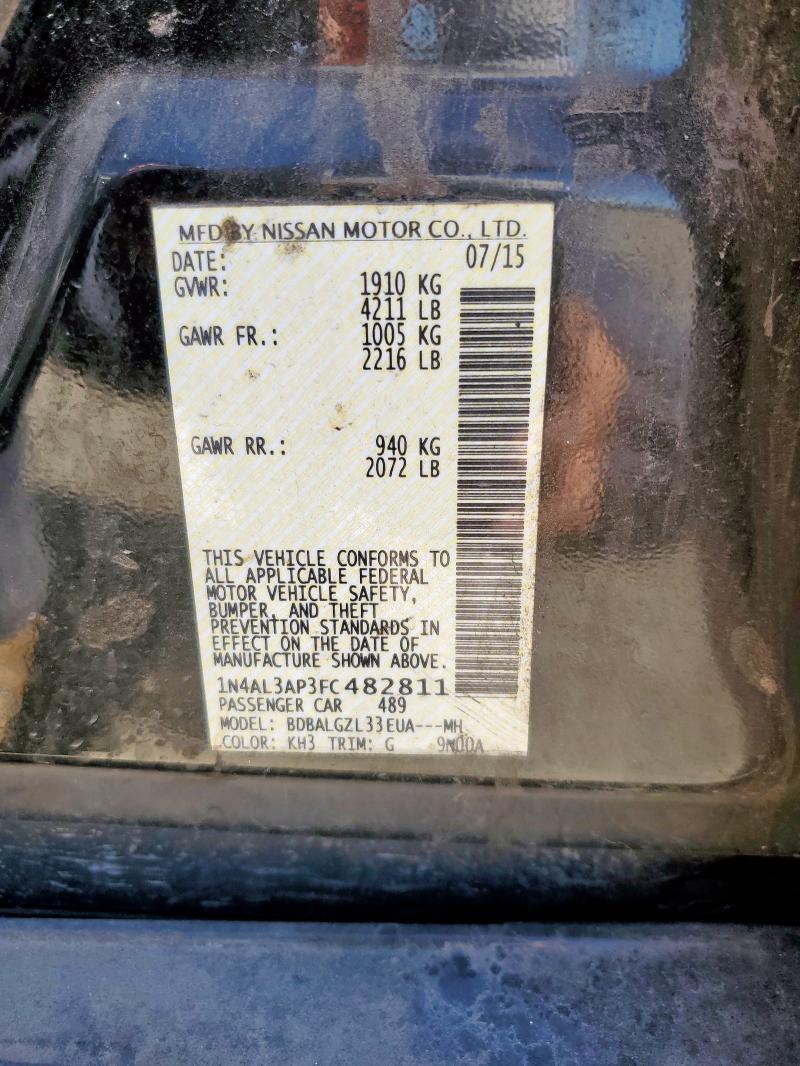 MFD BY NISSAN MOTOR CO., LTD.
DATE: 07/15
GVWR: 1910 KG
4211 LB
GAWR FR.: 1005 KG
2216 LB
GAWR RR.: 940 KG
2072 LB
THIS VEHICLE CONFORMS TO
ALL APPLICABLE FEDERAL
MOTOR VEHICLE SAFETY,
BUMPER, AND THEFT
PREVENTION STANDARDS IN
EFFECT ON THE DATE OF
MANUFACTURE SHOWN ABOVE.
1N4AL3AP3FC482811
PASSENGER CAR 489
MODEL: BDBALGZL33EUA---MH
COLOR: KH3 TRIM: G 9N00A